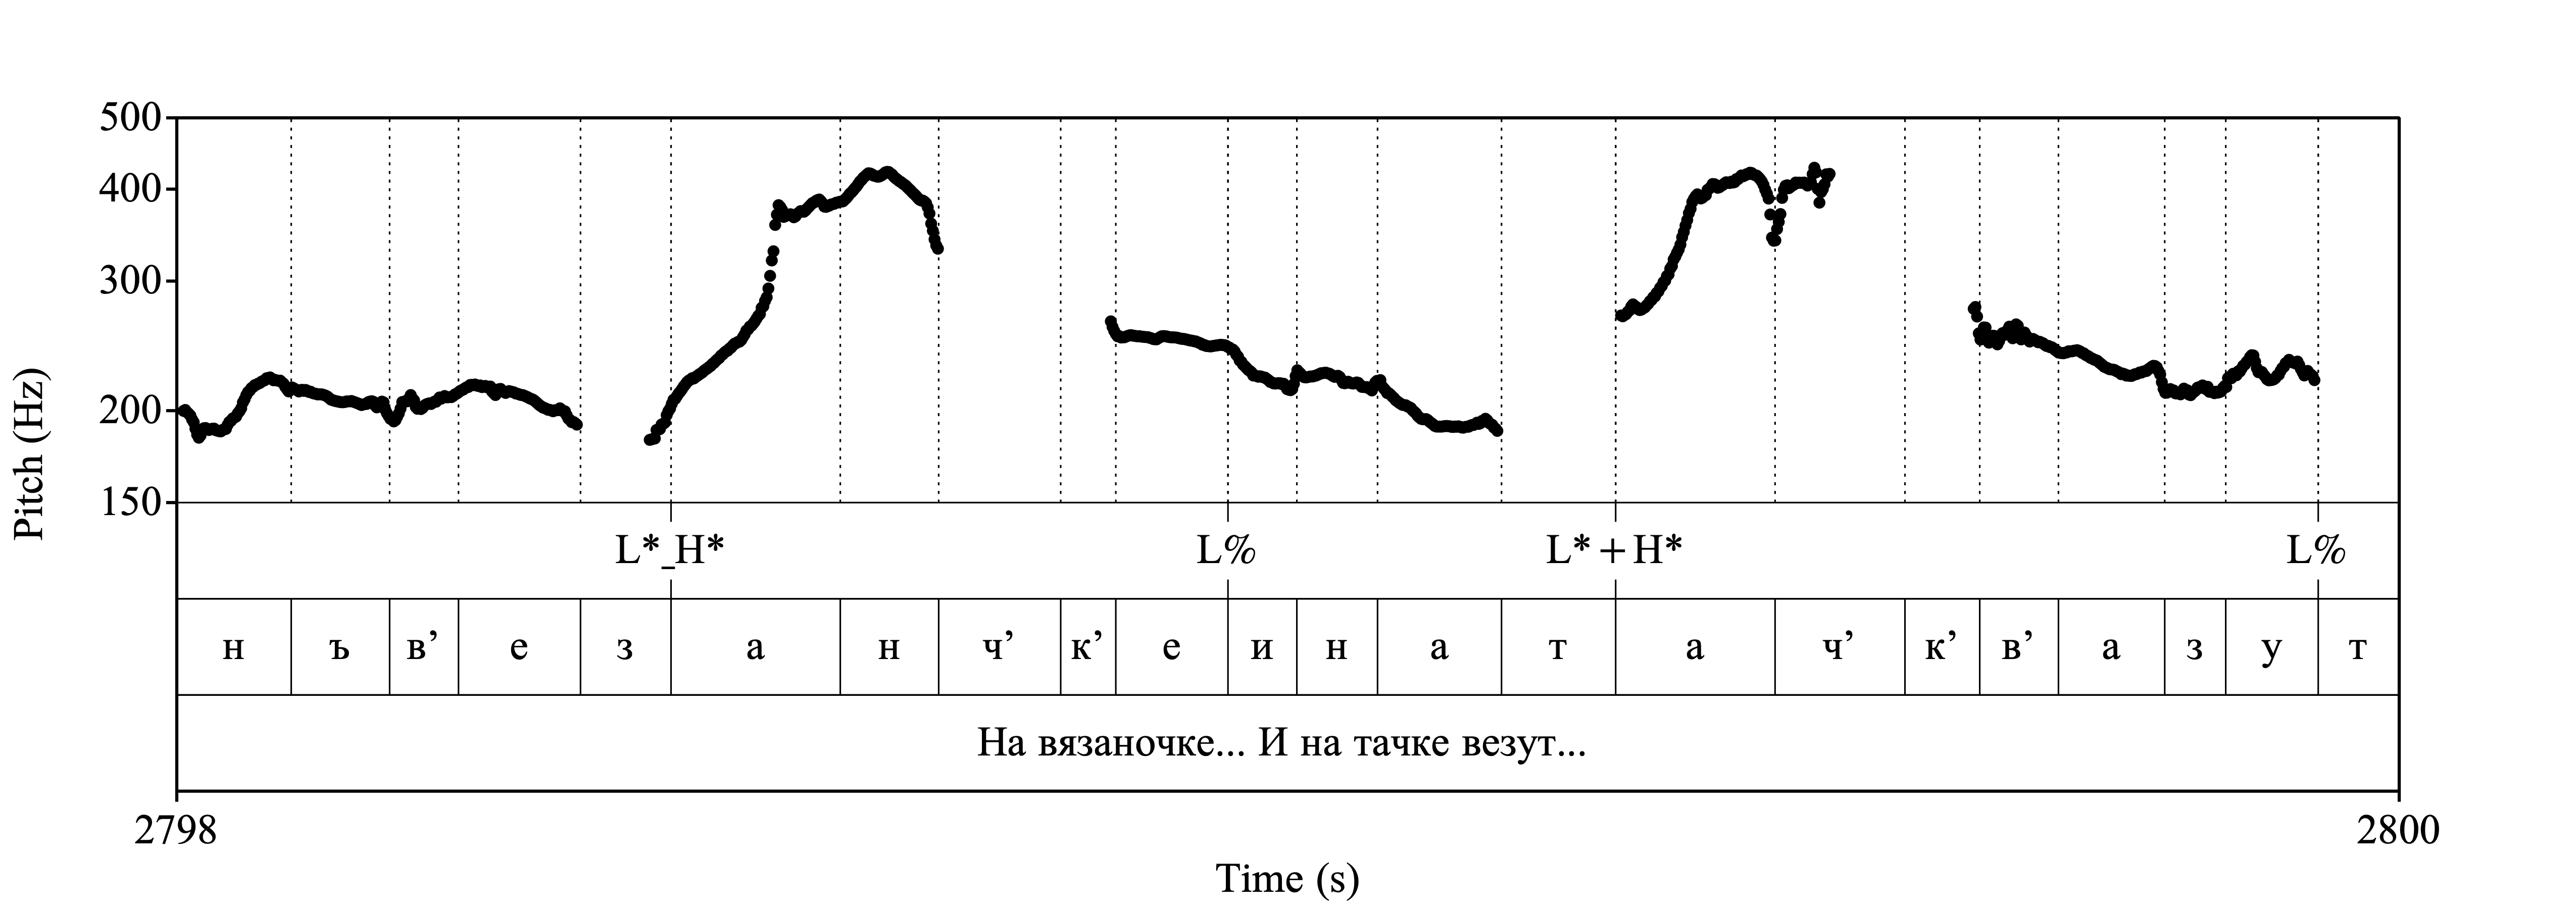 500
400
300
200
150
Pitch (Hz)
L*_H* L% L*+H* L%
н ъ в’ е з а н ч’ к’ е и н а т а ч’ к’ в’ а з у т
На вязаночке... И на тачке везут...
2798 2800
Time (s)